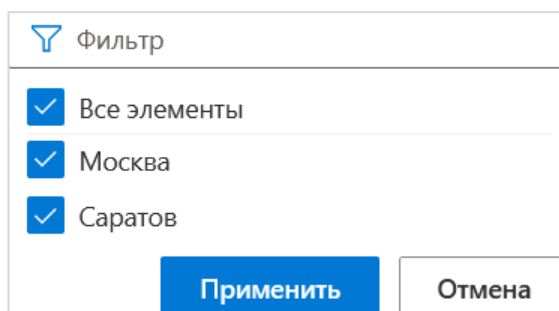 Фильтр
Все элементы
Москва
Саратов
Применить Отмена